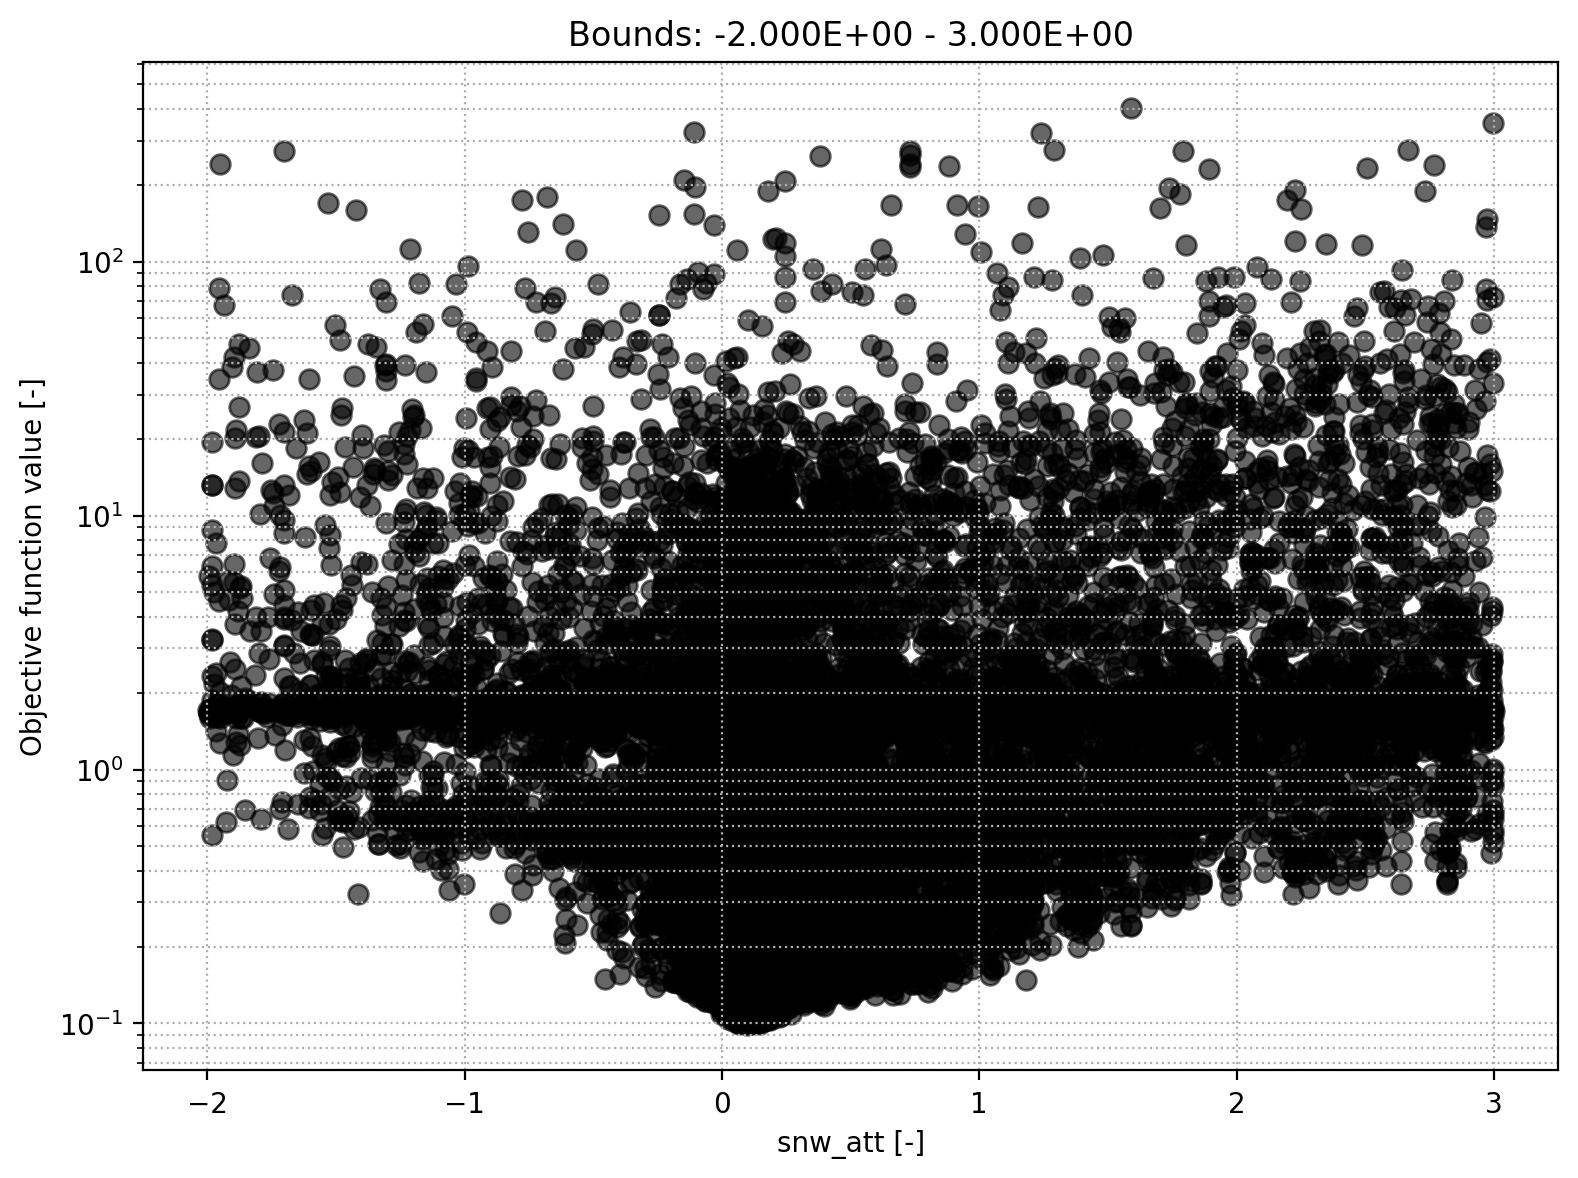 Bounds: -2.000E+00 - 3.000E+00
Objective function value [-]
10²
10¹
10⁰
10⁻¹
−2 −1 0 1 2 3
snw_att [-]